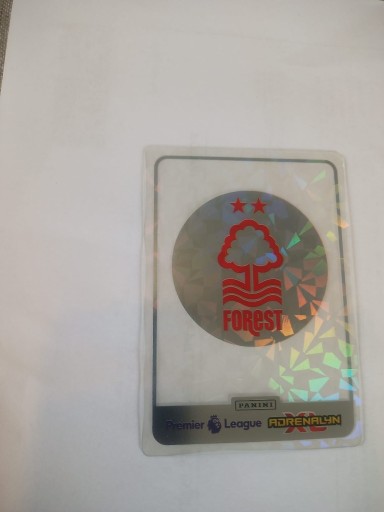 FOREST
PANINI
Premier League
ADRENALYN
XL